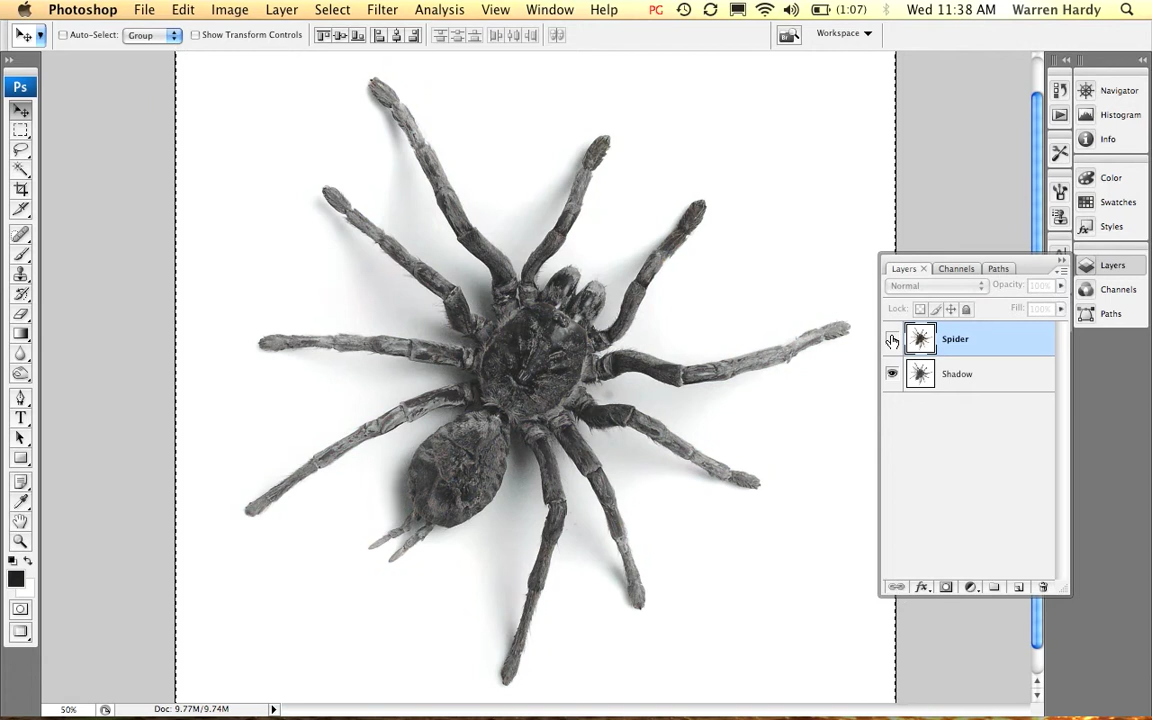 Photoshop File Edit Image Layer Select Filter Analysis View Window Help PG (1:07) Wed 11:38 AM Warren Hardy
Auto-Select: Group Show Transform Controls Workspace
Ps
Navigator
Histogram
Info
Color
Swatches
Styles
Layers
Channels
Paths
Layers Channels Paths
Normal Opacity: 100%
Lock: Fill: 100%
Spider
Shadow
50% Doc: 9.77M/9.74M